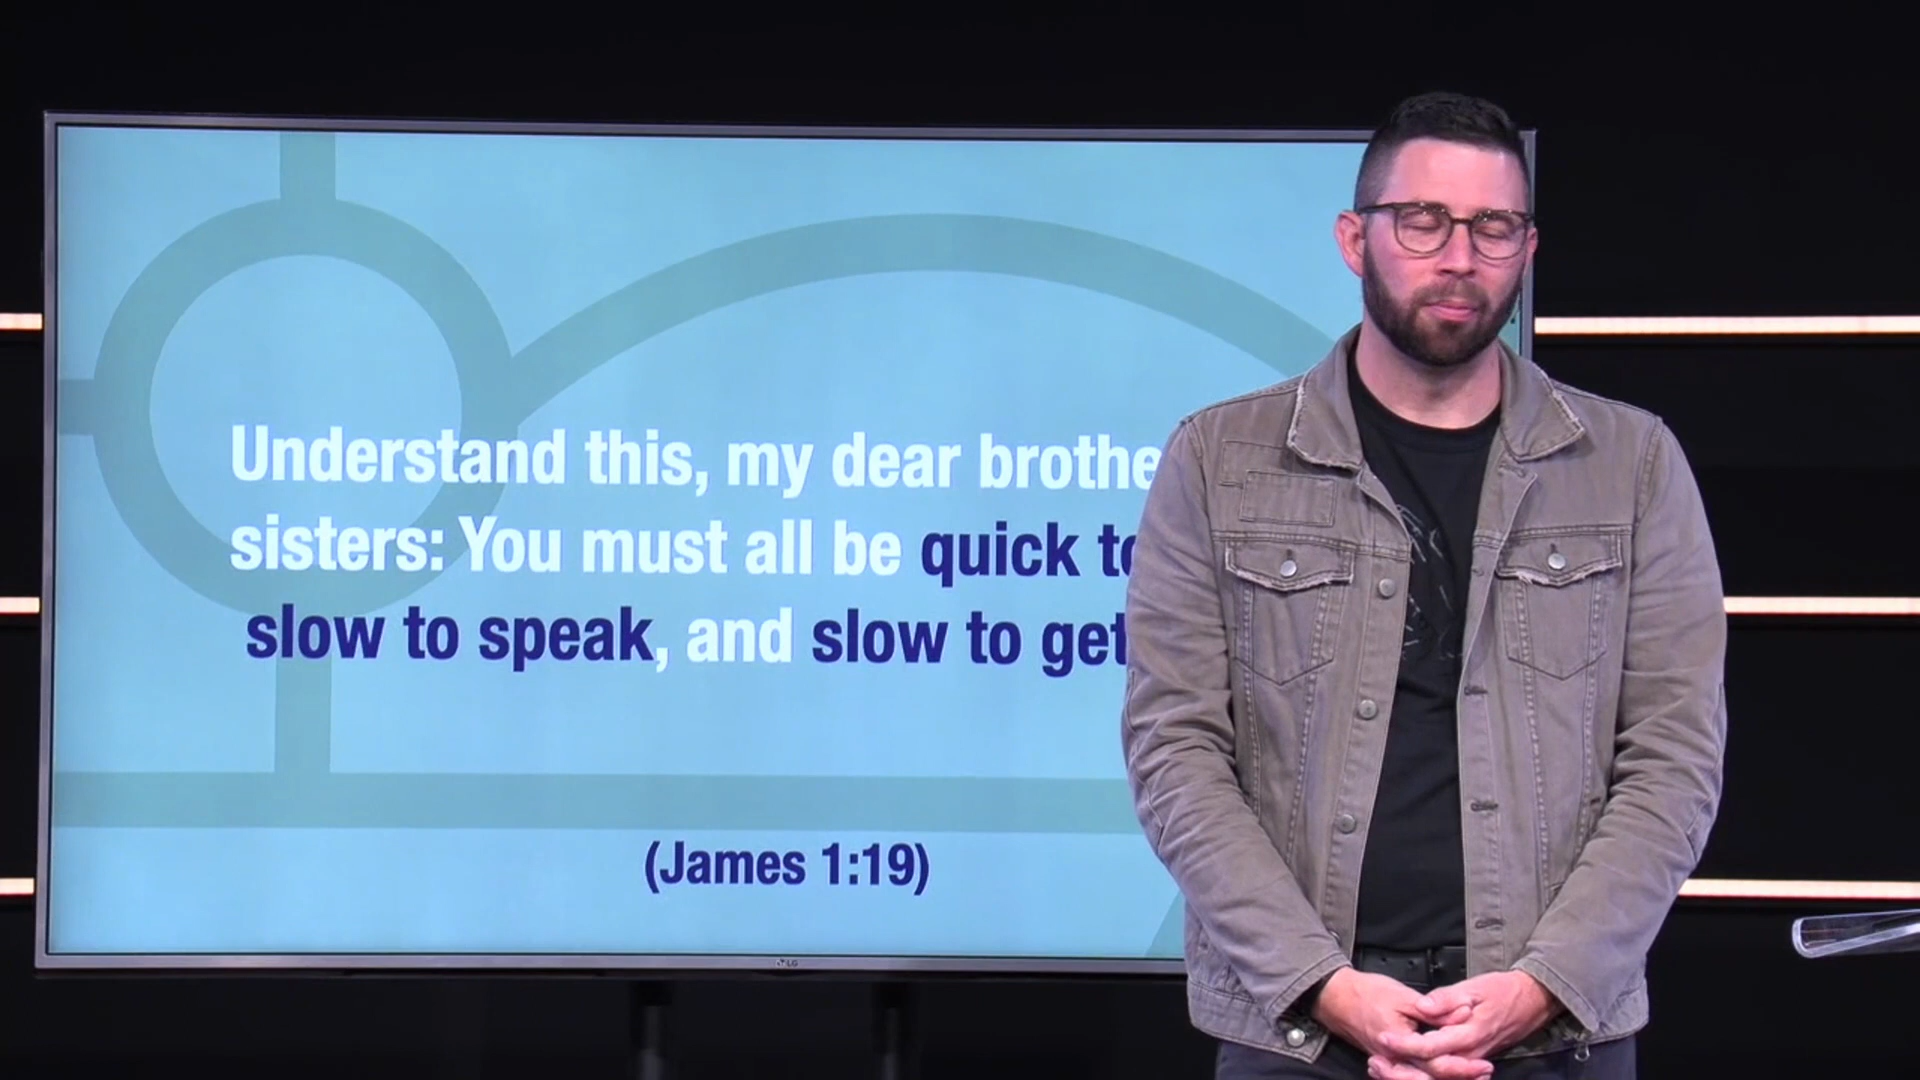 Understand this, my dear brothe
sisters: You must all be quick to
slow to speak, and slow to get
(James 1:19)
LG